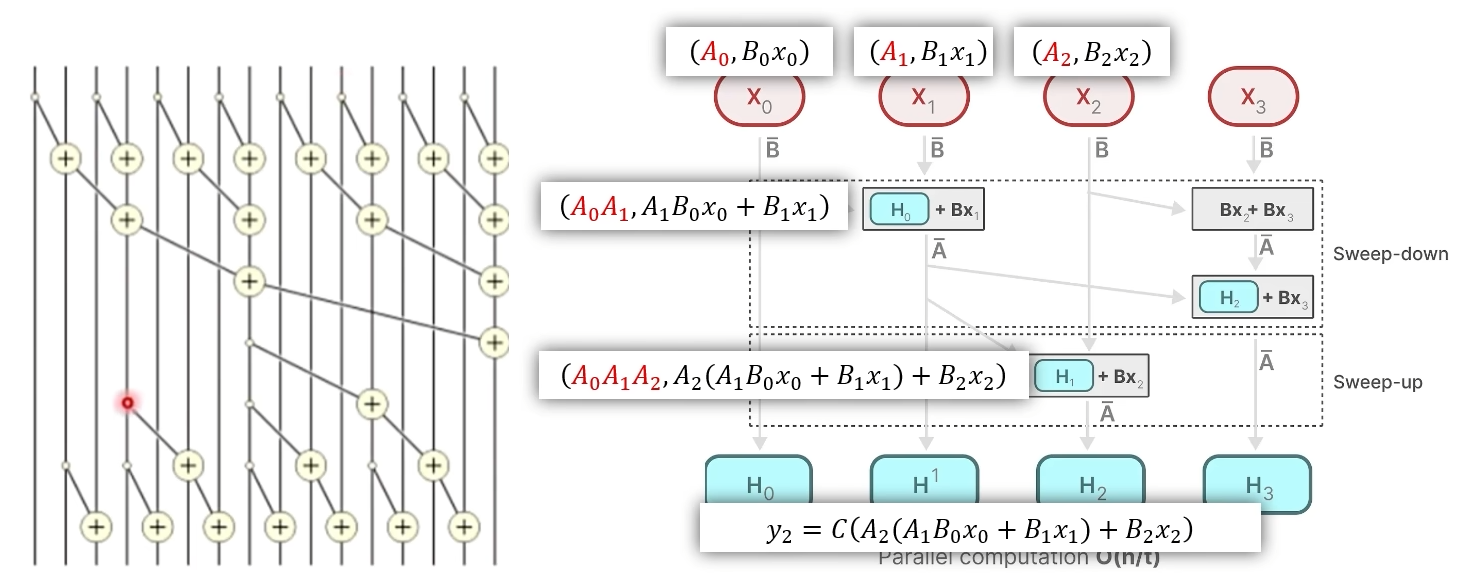 (A₀, B₀x₀) (A₁, B₁x₁) (A₂, B₂x₂)
X₀ X₁ X₂ X₃
B̅ B̅ B̅ B̅
(A₀A₁, A₁B₀x₀ + B₁x₁) H₀ + Bx₁ Bx₂+ Bx₃
A̅ A̅
Sweep-down
H₂ + Bx₃
(A₀A₁A₂, A₂(A₁B₀x₀ + B₁x₁) + B₂x₂) H₁ + Bx₂ A̅
Sweep-up
A̅
H₀ H¹ H₂ H₃
y₂ = C(A₂(A₁B₀x₀ + B₁x₁) + B₂x₂)
Parallel computation O(n/t)
+ + + + + + + +
+ + + +
+ +
+
+
+ + +
+ + + + + + +